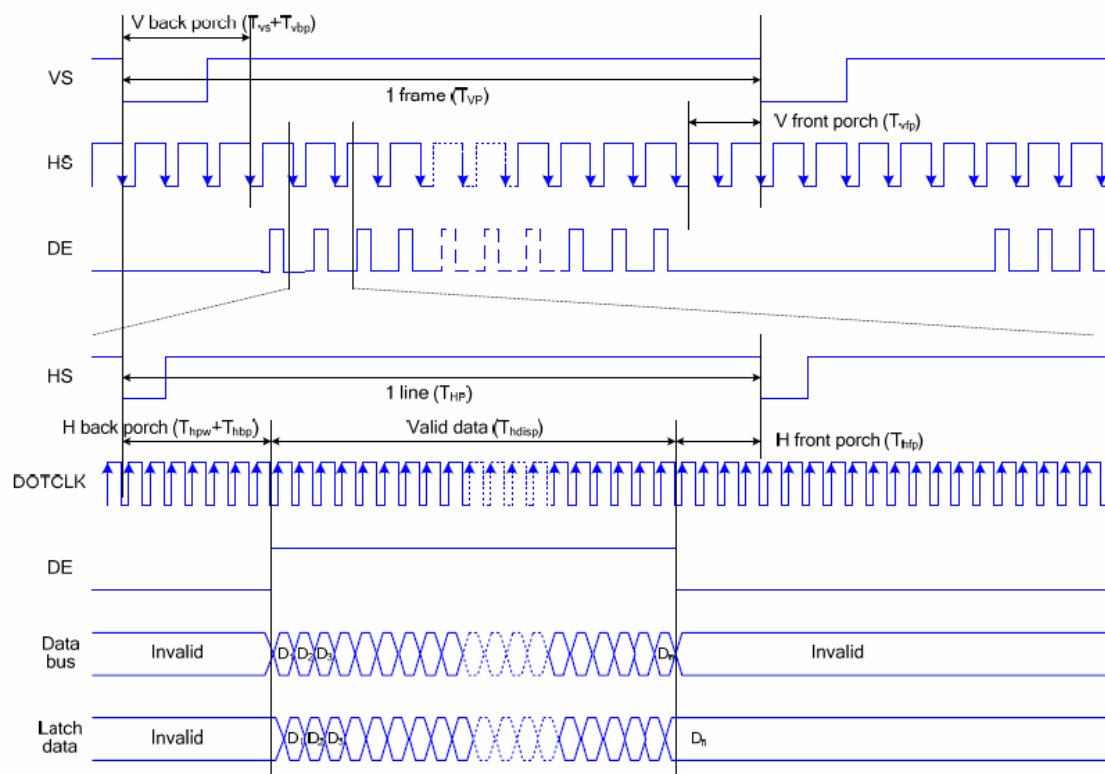 V back porch (Tvs+Tvbp)
VS
1 frame (TVP)
V front porch (Tvfp)
HS
DE
HS
1 line (THP)
H back porch (Thpw+Thbp)
Valid data (Thdisp)
H front porch (Thfp)
DOTCLK
DE
Data bus
Invalid
D1 D2 D3
Dn
Invalid
Latch data
Invalid
D1 D2 D3
Dn